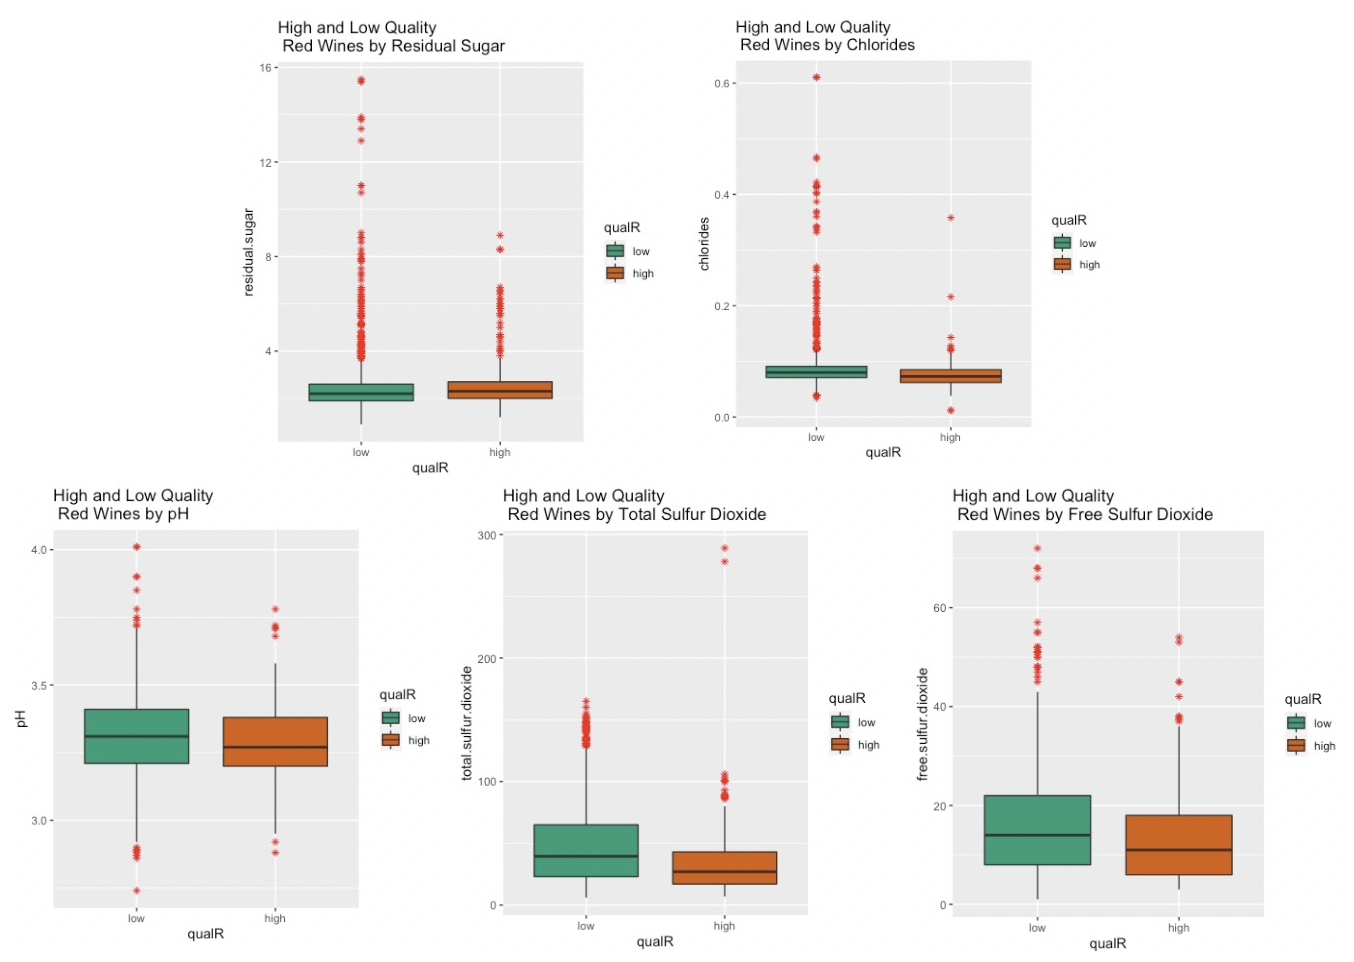 High and Low Quality
Red Wines by Residual Sugar
16
12
8
4
residual.sugar
low
high
qualR
qualR
low
high
High and Low Quality
Red Wines by Chlorides
0.6
0.4
0.2
0.0
chlorides
low
high
qualR
qualR
low
high
High and Low Quality
Red Wines by pH
4.0
3.5
3.0
pH
low
high
qualR
qualR
low
high
High and Low Quality
Red Wines by Total Sulfur Dioxide
300
200
100
0
total.sulfur.dioxide
low
high
qualR
qualR
low
high
High and Low Quality
Red Wines by Free Sulfur Dioxide
60
40
20
0
free.sulfur.dioxide
low
high
qualR
qualR
low
high